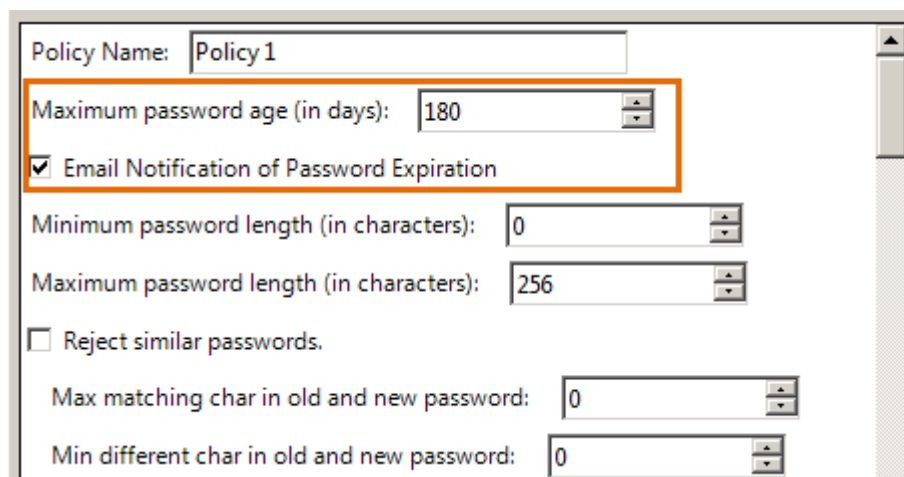 Policy Name: Policy 1
Maximum password age (in days): 180
Email Notification of Password Expiration
Minimum password length (in characters): 0
Maximum password length (in characters): 256
Reject similar passwords.
Max matching char in old and new password: 0
Min different char in old and new password: 0